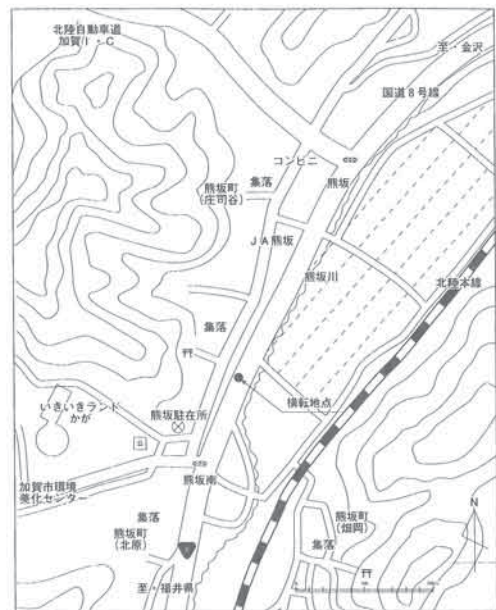 北陸自動車道
加賀I・C
至・金沢
国道8号線
コンビニ
熊坂
集落
熊坂町
(庄司谷)
JA熊坂
熊坂川
北陸本線
集落
横転地点
いきいきランド
かが
熊坂駐在所
熊坂南
加賀市環境
美化センター
集落
熊坂町
(北原)
熊坂町
(畑岡)
集落
至・福井県
N